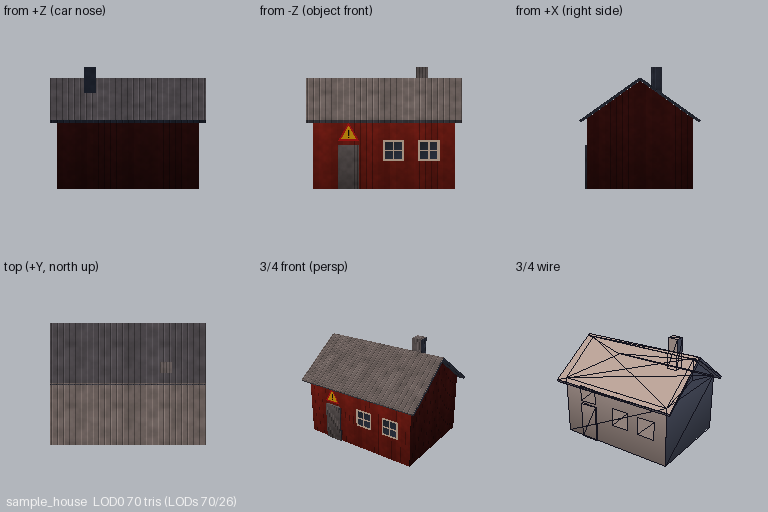 from +Z (car nose)
from -Z (object front)
from +X (right side)
!
top (+Y, north up)
3/4 front (persp)
3/4 wire
sample_house LOD0 70 tris (LODs 70/26)